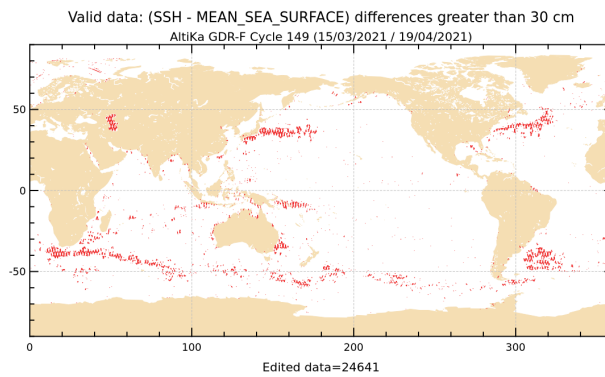 Valid data: (SSH - MEAN_SEA_SURFACE) differences greater than 30 cm
AltiKa GDR-F Cycle 149 (15/03/2021 / 19/04/2021)
50
0
-50
0 100 200 300
Edited data=24641